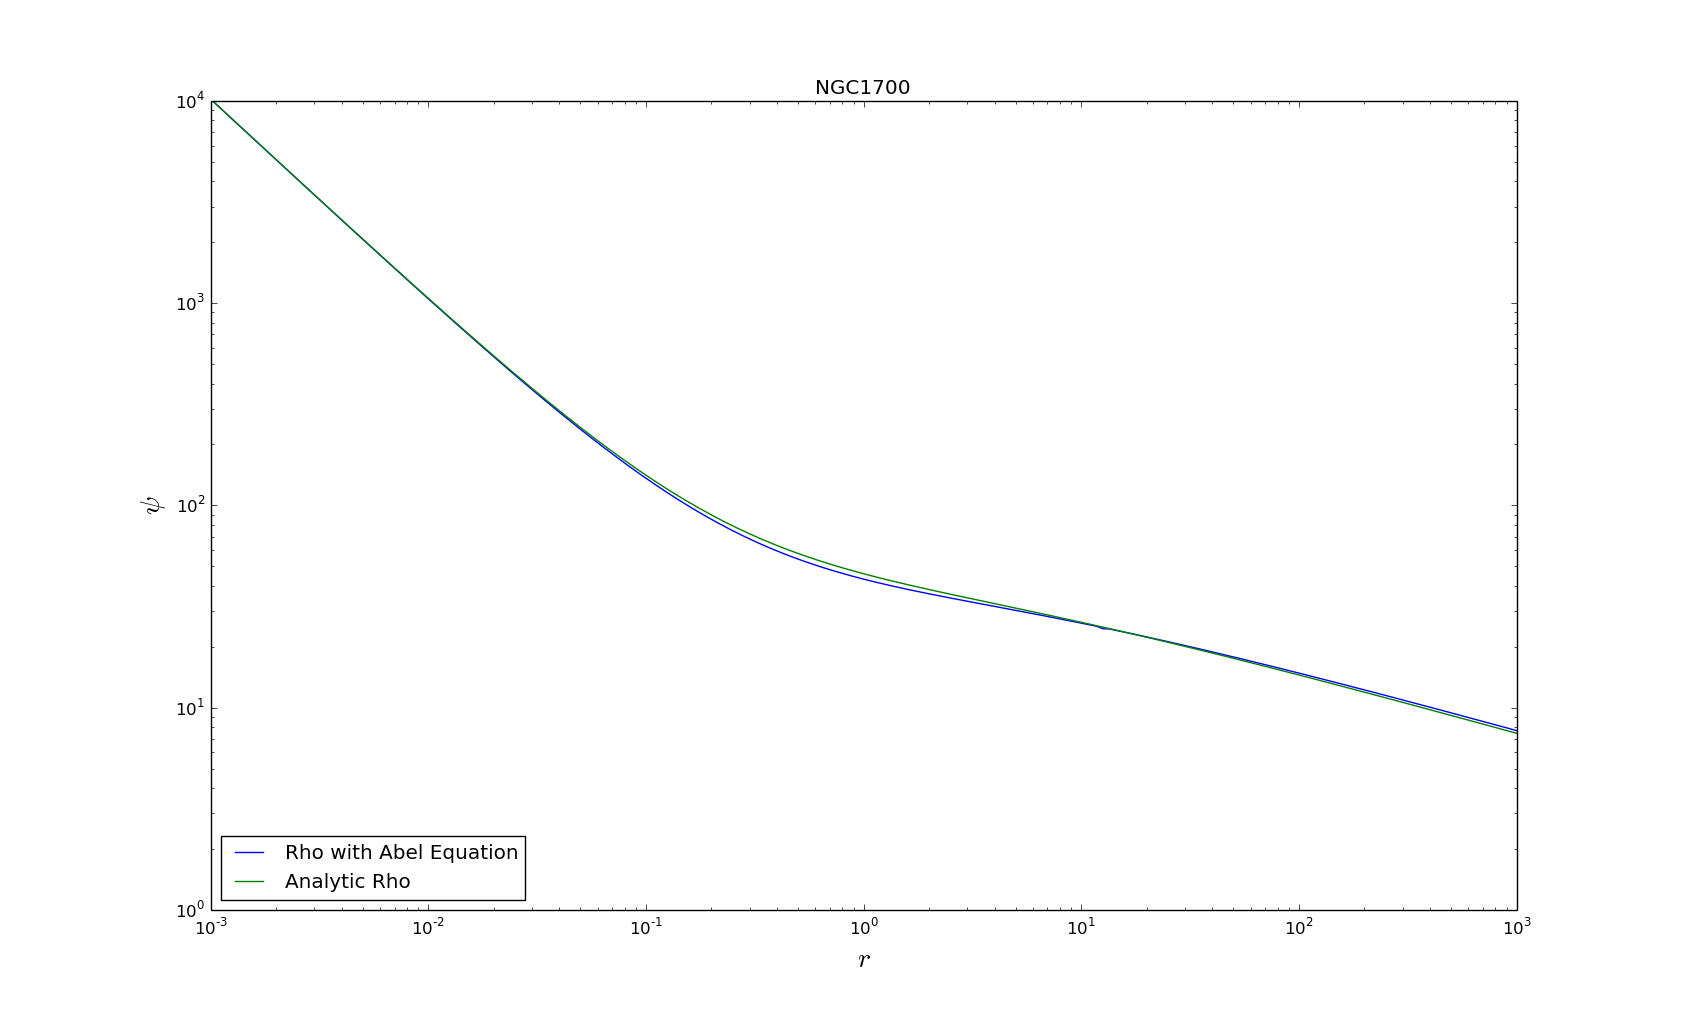 NGC1700
10^4
10^3
10^2
10^1
10^0
ψ
Rho with Abel Equation
Analytic Rho
10^-3 10^-2 10^-1 10^0 10^1 10^2 10^3
r